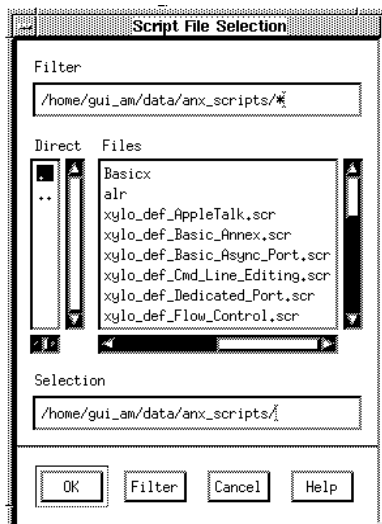 Script File Selection
Filter
/home/gui_am/data/anx_scripts/*
Direct Files
.
..
Basicx
alr
xylo_def_AppleTalk.scr
xylo_def_Basic_Annex.scr
xylo_def_Basic_Async_Port.scr
xylo_def_Cmd_Line_Editing.scr
xylo_def_Dedicated_Port.scr
xylo_def_Flow_Control.scr
Selection
/home/gui_am/data/anx_scripts/
OK Filter Cancel Help